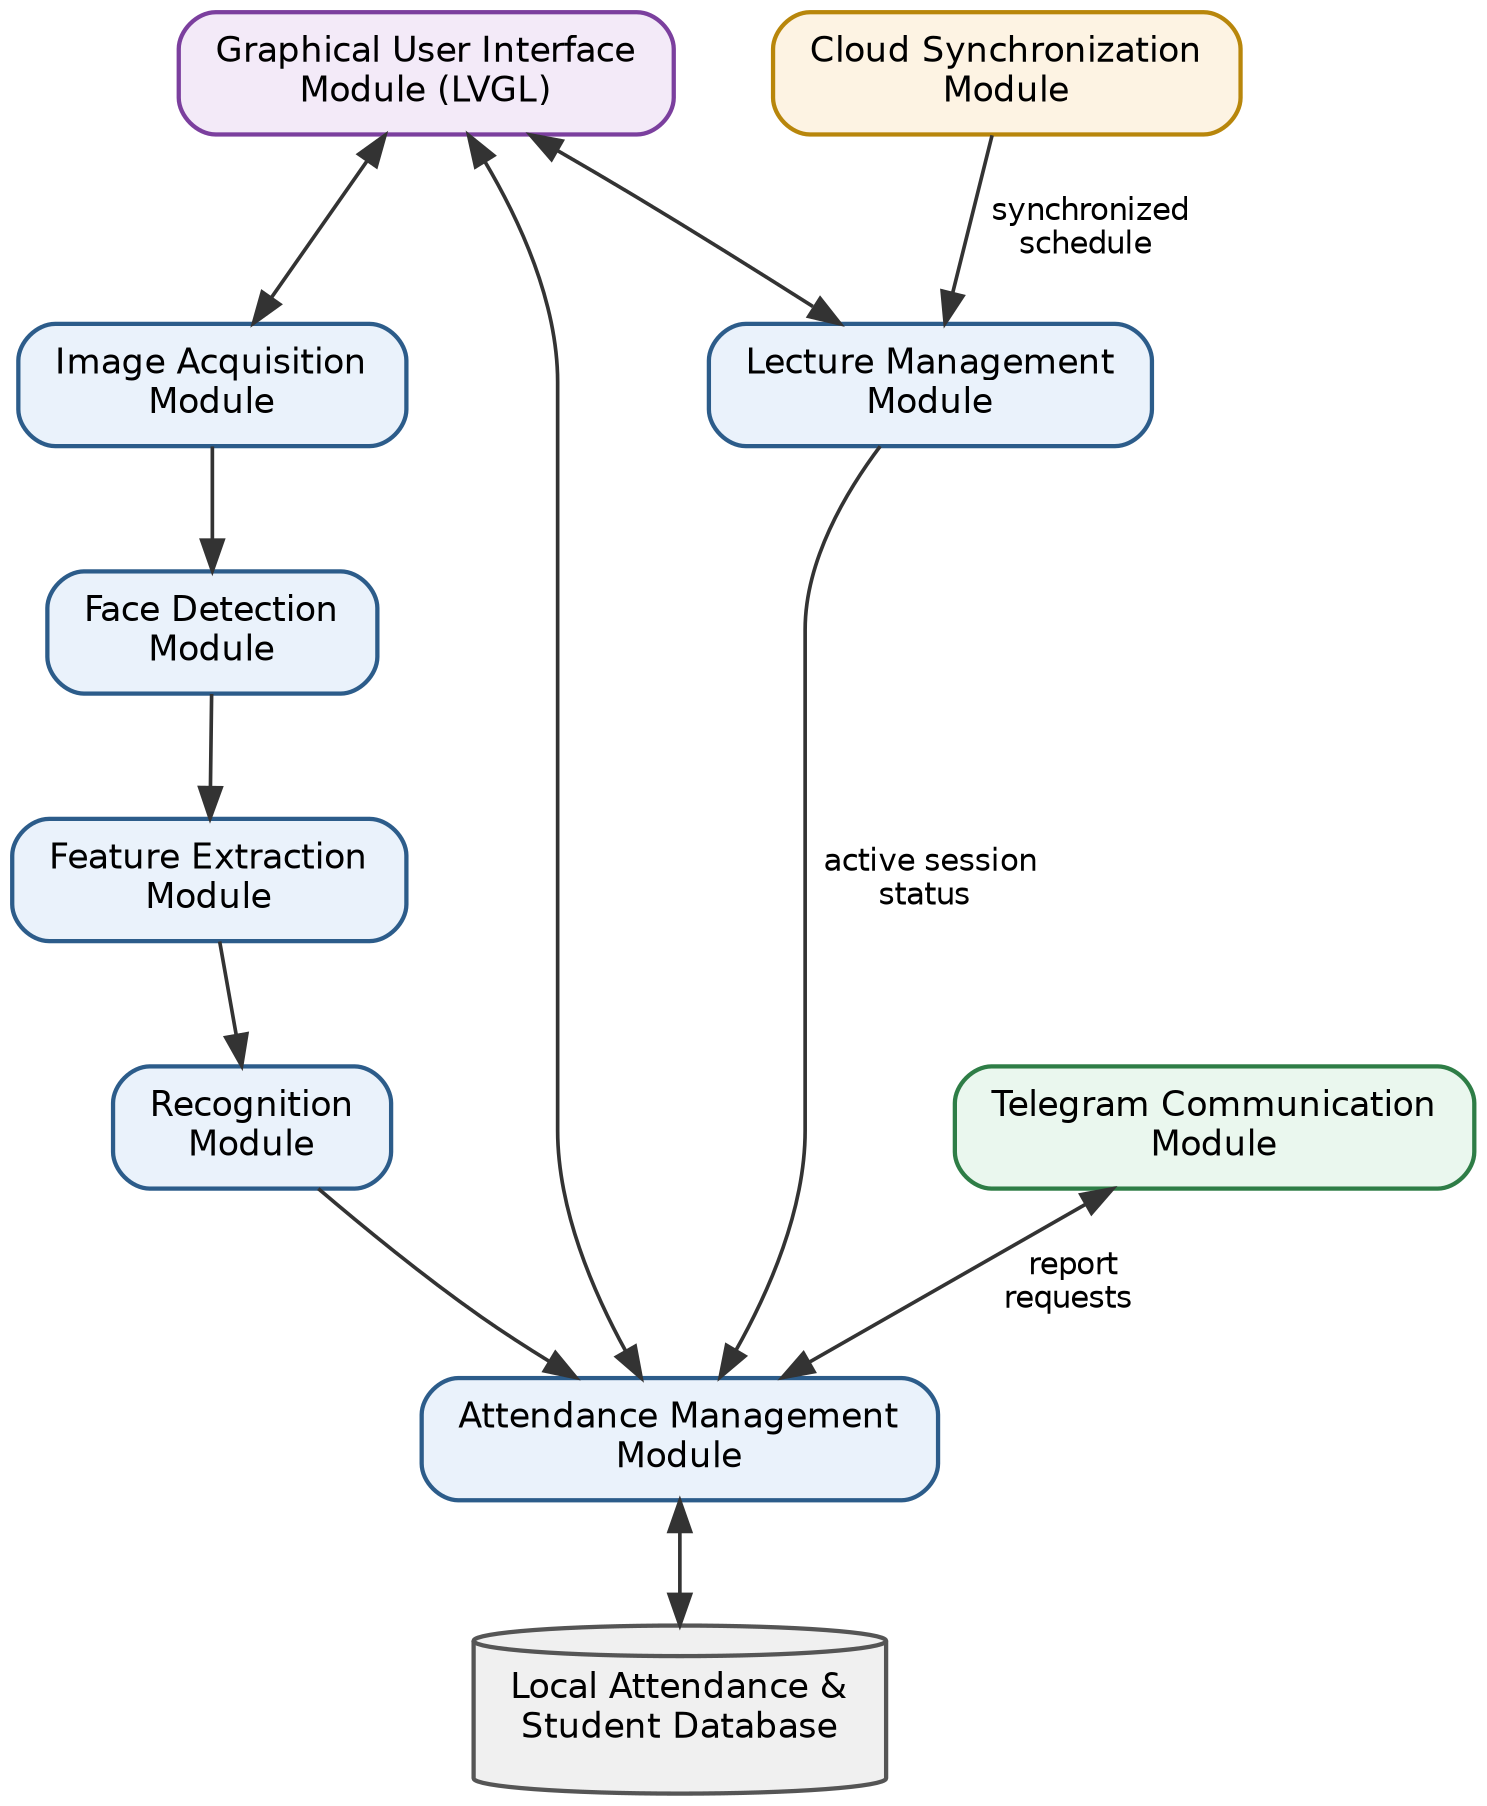 Graphical User Interface
Module (LVGL)
Cloud Synchronization
Module
synchronized
schedule
Image Acquisition
Module
Lecture Management
Module
Face Detection
Module
Feature Extraction
Module
active session
status
Recognition
Module
Telegram Communication
Module
report
requests
Attendance Management
Module
Local Attendance &
Student Database